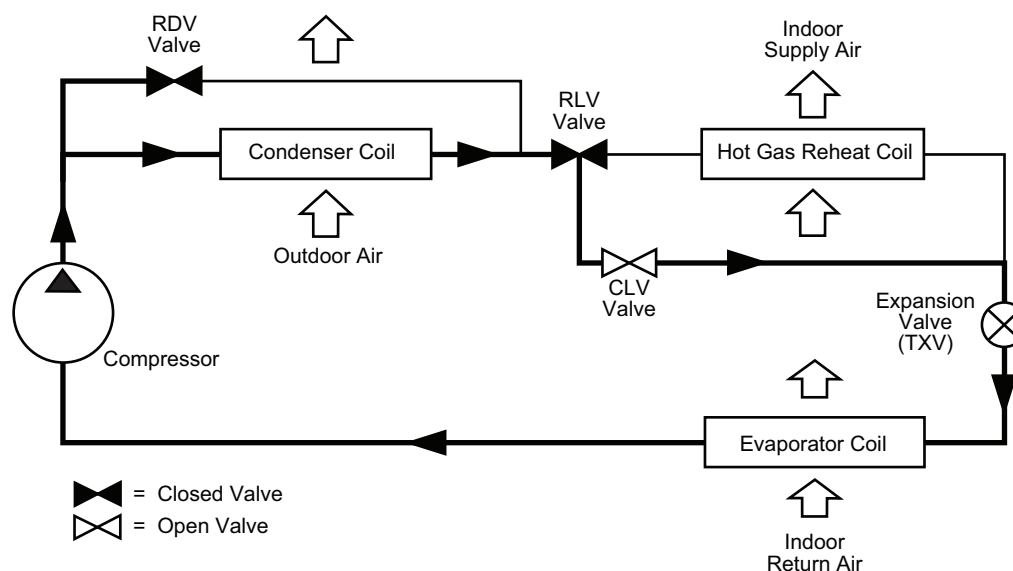 RDV
Valve
Indoor
Supply Air
RLV
Valve
Condenser Coil
Hot Gas Reheat Coil
Outdoor Air
CLV
Valve
Expansion
Valve
(TXV)
Compressor
Evaporator Coil
= Closed Valve
= Open Valve
Indoor
Return Air